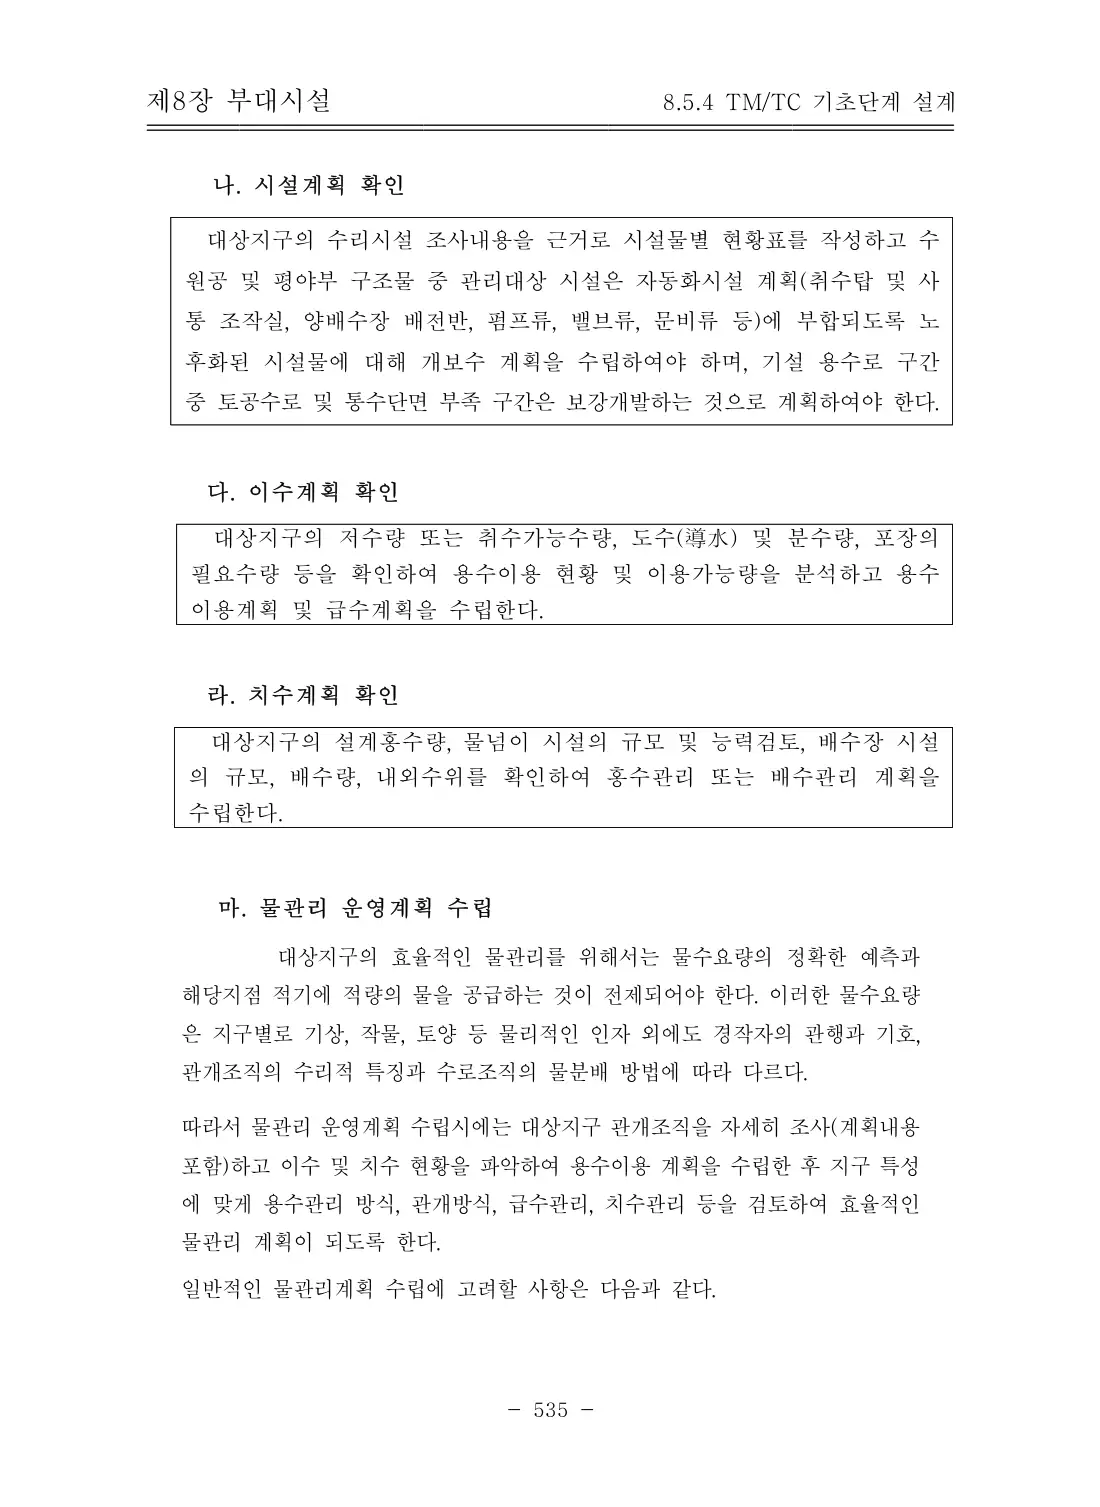 제8장 부대시설
8.5.4 TM/TC 기초단계 설계
나. 시설계획 확인
대상지구의 수리시설 조사내용을 근거로 시설물별 현황표를 작성하고 수
원공 및 평야부 구조물 중 관리대상 시설은 자동화시설 계획(취수탑 및 사
통 조작실, 양배수장 배전반, 펌프류, 밸브류, 문비류 등)에 부합되도록 노
후화된 시설물에 대해 개보수 계획을 수립하여야 하며, 기설 용수로 구간
중 토공수로 및 통수단면 부족 구간은 보강개발하는 것으로 계획하여야 한다.
다. 이수계획 확인
대상지구의 저수량 또는 취수가능수량, 도수(導水) 및 분수량, 포장의
필요수량 등을 확인하여 용수이용 현황 및 이용가능량을 분석하고 용수
이용계획 및 급수계획을 수립한다.
라. 치수계획 확인
대상지구의 설계홍수량, 물넘이 시설의 규모 및 능력검토, 배수장 시설
의 규모, 배수량, 내외수위를 확인하여 홍수관리 또는 배수관리 계획을
수립한다.
마. 물관리 운영계획 수립
대상지구의 효율적인 물관리를 위해서는 물수요량의 정확한 예측과
해당지점 적기에 적량의 물을 공급하는 것이 전제되어야 한다. 이러한 물수요량
은 지구별로 기상, 작물, 토양 등 물리적인 인자 외에도 경작자의 관행과 기호,
관개조직의 수리적 특징과 수로조직의 물분배 방법에 따라 다르다.
따라서 물관리 운영계획 수립시에는 대상지구 관개조직을 자세히 조사(계획내용
포함)하고 이수 및 치수 현황을 파악하여 용수이용 계획을 수립한 후 지구 특성
에 맞게 용수관리 방식, 관개방식, 급수관리, 치수관리 등을 검토하여 효율적인
물관리 계획이 되도록 한다.
일반적인 물관리계획 수립에 고려할 사항은 다음과 같다.
- 535 -